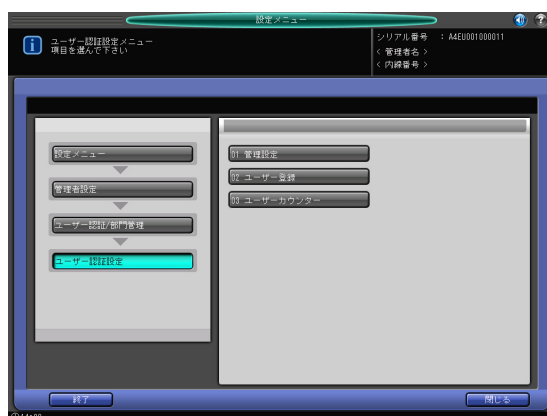 設定メニュー
ユーザー認証設定メニュー
項目を選んで下さい
シリアル番号 : A4EU001000011
< 管理者名 >
< 内線番号 >
設定メニュー
管理者設定
ユーザー認証/部門管理
ユーザー認証設定
01 管理設定
02 ユーザー登録
03 ユーザーカウンター
終了
閉じる